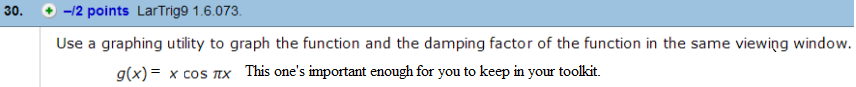 30. + –/2 points LarTrig9 1.6.073.
Use a graphing utility to graph the function and the damping factor of the function in the same viewing window.
g(x) = x cos πx This one's important enough for you to keep in your toolkit.